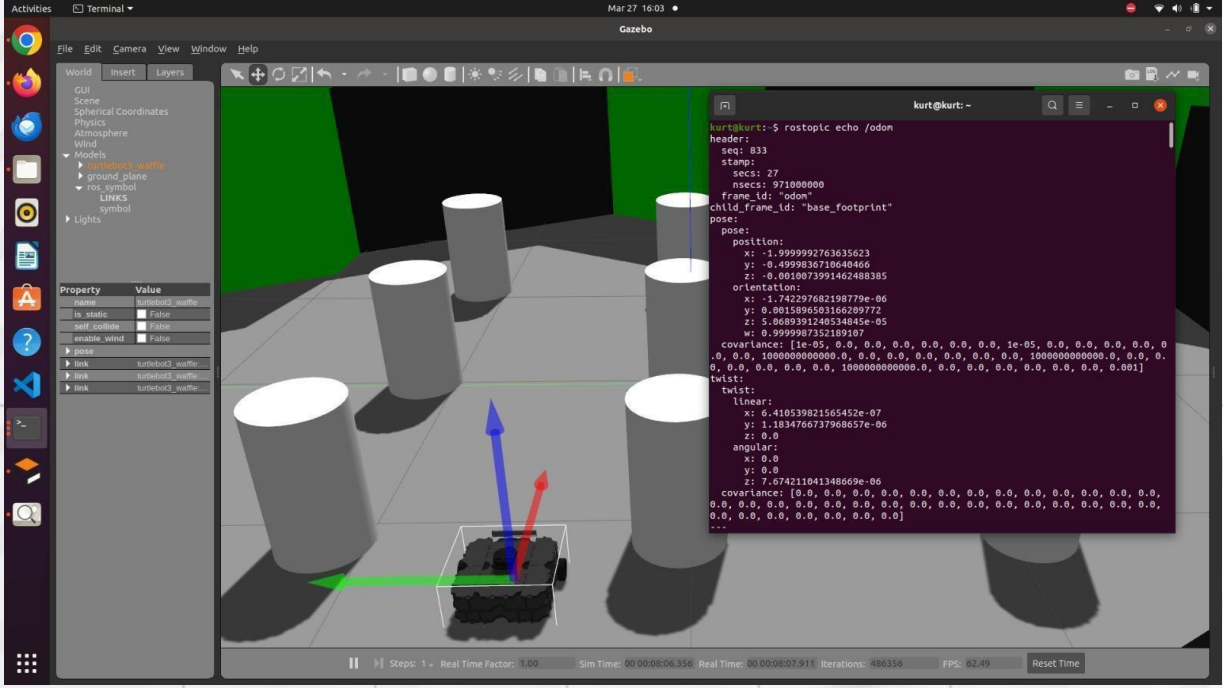 Activities
Terminal
Mar 27 16:03
Gazebo
File Edit Camera View Window Help
World Insert Layers
GUI
Scene
Spherical Coordinates
Physics
Atmosphere
Wind
Models
turtlebot3_waffle
ground_plane
ros_symbol
LINKS
symbol
Lights
Property Value
name turtlebot3_waffle
is_static False
self_collide False
enable_wind False
pose
link turtlebot3_waffle:...
link turtlebot3_waffle:...
link turtlebot3_waffle:...
kurt@kurt: ~
kurt@kurt:~$ rostopic echo /odom
header:
seq: 833
stamp:
secs: 27
nsecs: 971000000
frame_id: "odom"
child_frame_id: "base_footprint"
pose:
pose:
position:
x: -1.9999992763635623
y: -0.4999836710640466
z: -0.0010073991462488385
orientation:
x: -1.742297682198779e-06
y: 0.0015896503166209772
z: 5.0689391240534845e-05
w: 0.9999987352189107
covariance: [1e-05, 0.0, 0.0, 0.0, 0.0, 0.0, 0.0, 1e-05, 0.0, 0.0, 0.0, 0.0, 0
.0, 0.0, 1000000000000.0, 0.0, 0.0, 0.0, 0.0, 0.0, 0.0, 1000000000000.0, 0.0, 0.
0, 0.0, 0.0, 0.0, 0.0, 1000000000000.0, 0.0, 0.0, 0.0, 0.0, 0.0, 0.0, 0.001]
twist:
twist:
linear:
x: 6.410539821565452e-07
y: 1.1834766737968657e-06
z: 0.0
angular:
x: 0.0
y: 0.0
z: 7.674211041348669e-06
covariance: [0.0, 0.0, 0.0, 0.0, 0.0, 0.0, 0.0, 0.0, 0.0, 0.0, 0.0, 0.0, 0.0,
0.0, 0.0, 0.0, 0.0, 0.0, 0.0, 0.0, 0.0, 0.0, 0.0, 0.0, 0.0, 0.0, 0.0, 0.0, 0.0,
0.0, 0.0, 0.0, 0.0, 0.0, 0.0, 0.0]
---
Steps: 1 Real Time Factor: 1.00 Sim Time: 00 00:08:06.356 Real Time: 00 00:08:07.911 Iterations: 486356 FPS: 62.49 Reset Time